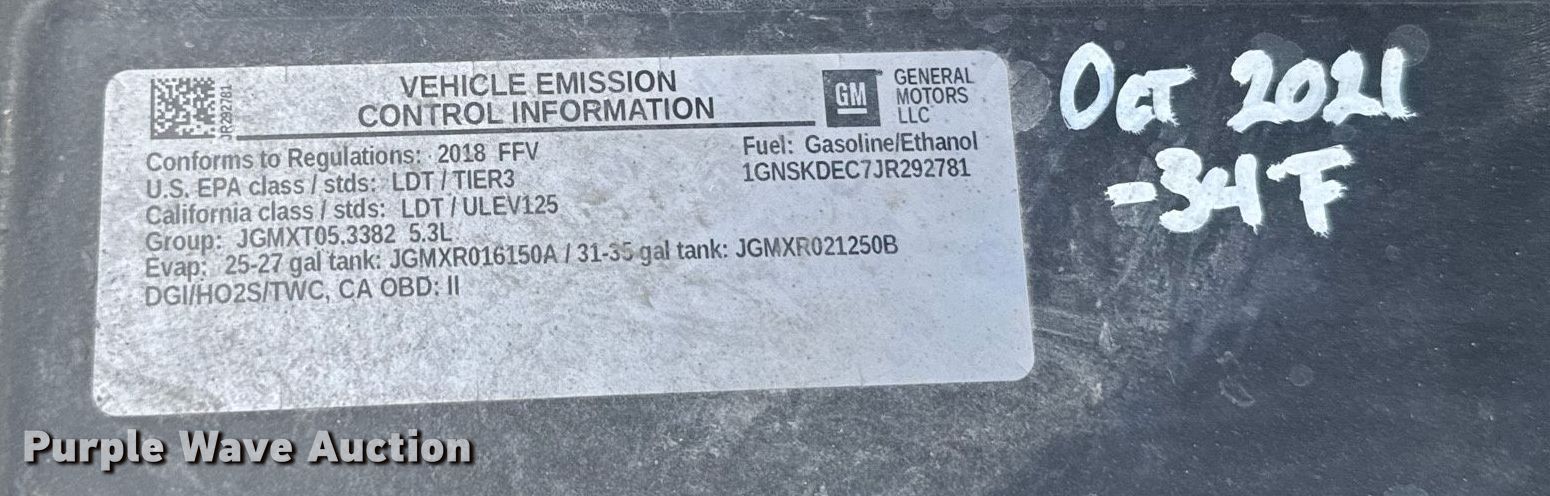 VEHICLE EMISSION
CONTROL INFORMATION
GM
GENERAL
MOTORS
LLC
JR292781
Conforms to Regulations: 2018 FFV
U.S. EPA class / stds: LDT / TIER3
California class / stds: LDT / ULEV125
Group: JGMXT05.3382 5.3L
Evap: 25-27 gal tank: JGMXR016150A / 31-35 gal tank: JGMXR021250B
DGI/HO2S/TWC, CA OBD: II
Fuel: Gasoline/Ethanol
1GNSKDEC7JR292781
Oct 2021
-34 F
Purple Wave Auction